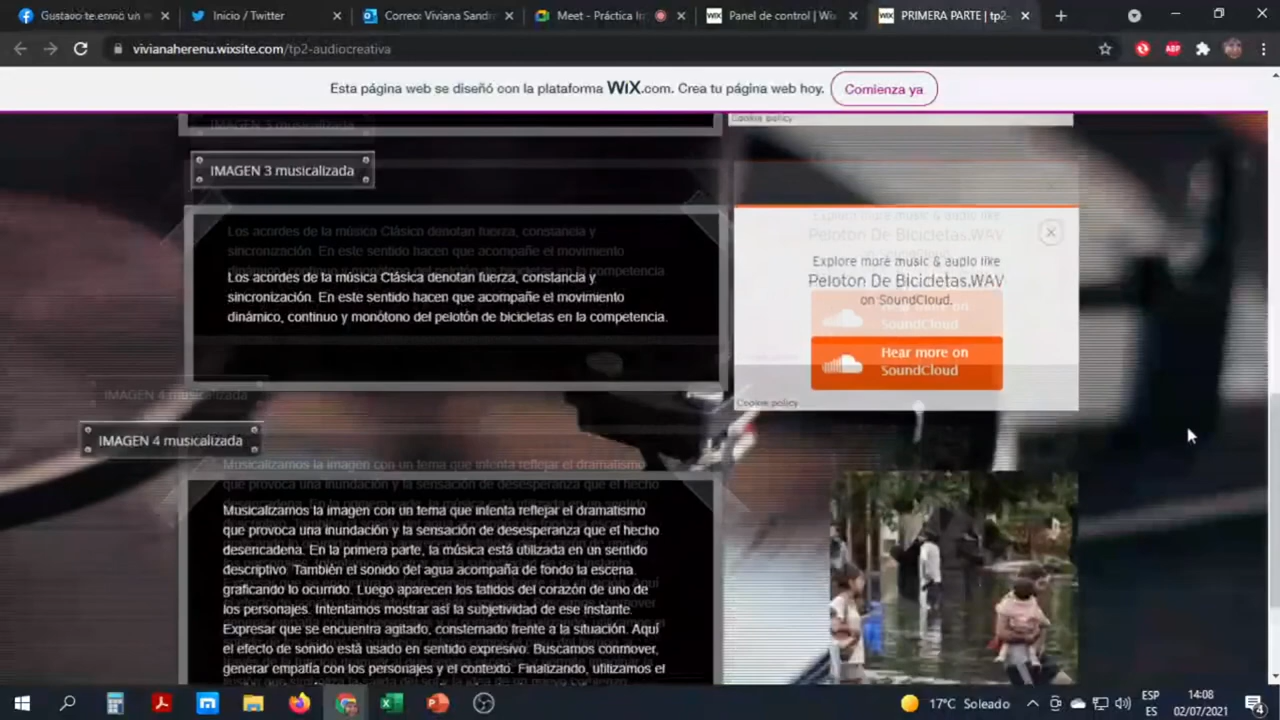 Gustavo te envió un m
Inicio / Twitter
Correo: Viviana Sandr
Meet - Práctica In
Panel de control | Wix
PRIMERA PARTE | tp2-
vivianaherenu.wixsite.com/tp2-audiocreativa
ABP
Esta página web se diseñó con la plataforma WiX.com. Crea tu página web hoy.
Comienza ya
Cookie policy
IMAGEN 3 musicalizada
Los acordes de la música Clásica denotan fuerza, constancia y
sincronización. En este sentido hacen que acompañe el movimiento
dinámico, continuo y monótono del pelotón de bicicletas en la competencia.
Explore more music & audio like
Peloton De Bicicletas.WAV
on SoundCloud.
Hear more on
SoundCloud
Cookie policy
IMAGEN 4 musicalizada
Musicalizamos la imagen con un tema que intenta reflejar el dramatismo
que provoca una inundación y la sensación de desesperanza que el hecho
desencadena. En la primera parte, la música está utilizada en un sentido
descriptivo. También el sonido del agua acompaña de fondo la escena.
graficando lo ocurrido. Luego aparecen los latidos del corazón de uno de
los personajes. Intentamos mostrar así la subjetividad de ese instante.
Expresar que se encuentra agitado, consternado frente a la situación. Aquí
el efecto de sonido está usado en sentido expresivo. Buscamos conmover,
generar empatía con los personajes y el contexto. Finalizando, utilizamos el
17°C Soleado
ESP
ES
14:08
02/07/2021
4